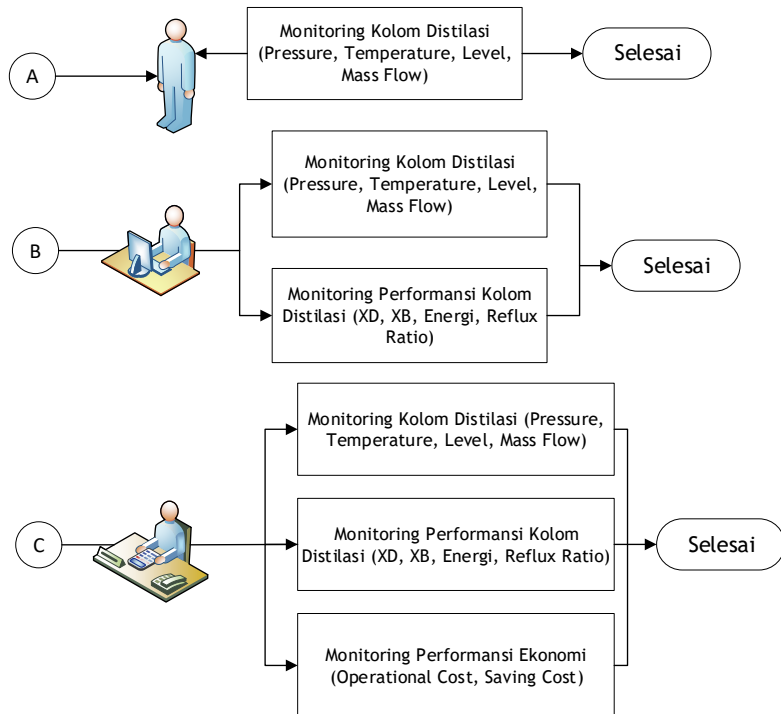 A
Monitoring Kolom Distilasi
(Pressure, Temperature, Level,
Mass Flow)
Selesai
B
Monitoring Kolom Distilasi
(Pressure, Temperature, Level,
Mass Flow)
Monitoring Performansi Kolom
Distilasi (XD, XB, Energi, Reflux
Ratio)
Selesai
C
Monitoring Kolom Distilasi (Pressure,
Temperature, Level, Mass Flow)
Monitoring Performansi Kolom
Distilasi (XD, XB, Energi, Reflux Ratio)
Monitoring Performansi Ekonomi
(Operational Cost, Saving Cost)
Selesai